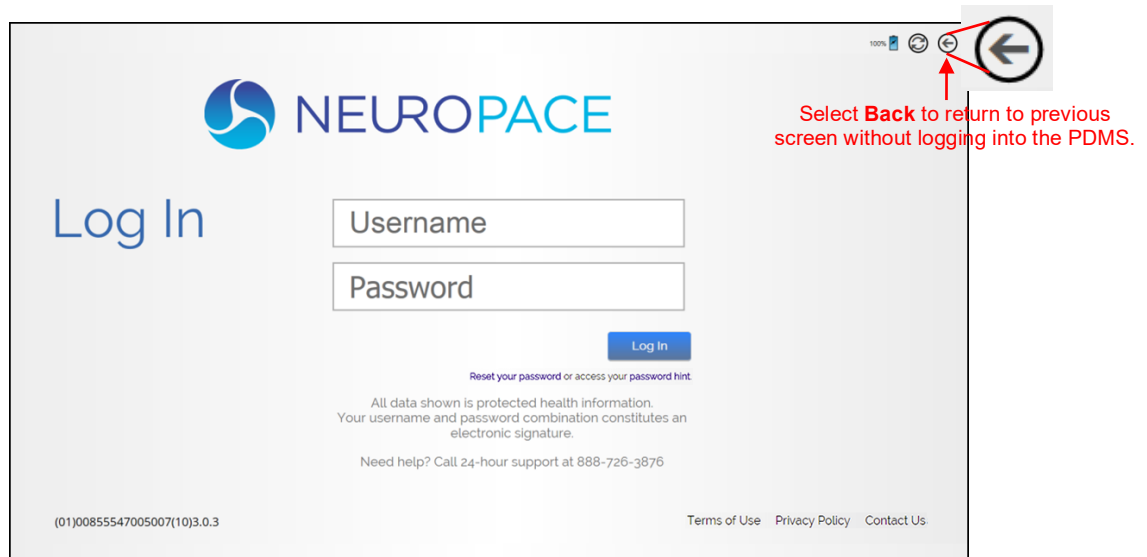 100%
NEUROPACE
Select Back to return to previous
screen without logging into the PDMS.
Log In
Username
Password
Log In
Reset your password or access your password hint.
All data shown is protected health information.
Your username and password combination constitutes an
electronic signature.
Need help? Call 24-hour support at 888-726-3876
(01)00855547005007(10)3.0.3
Terms of Use Privacy Policy Contact Us